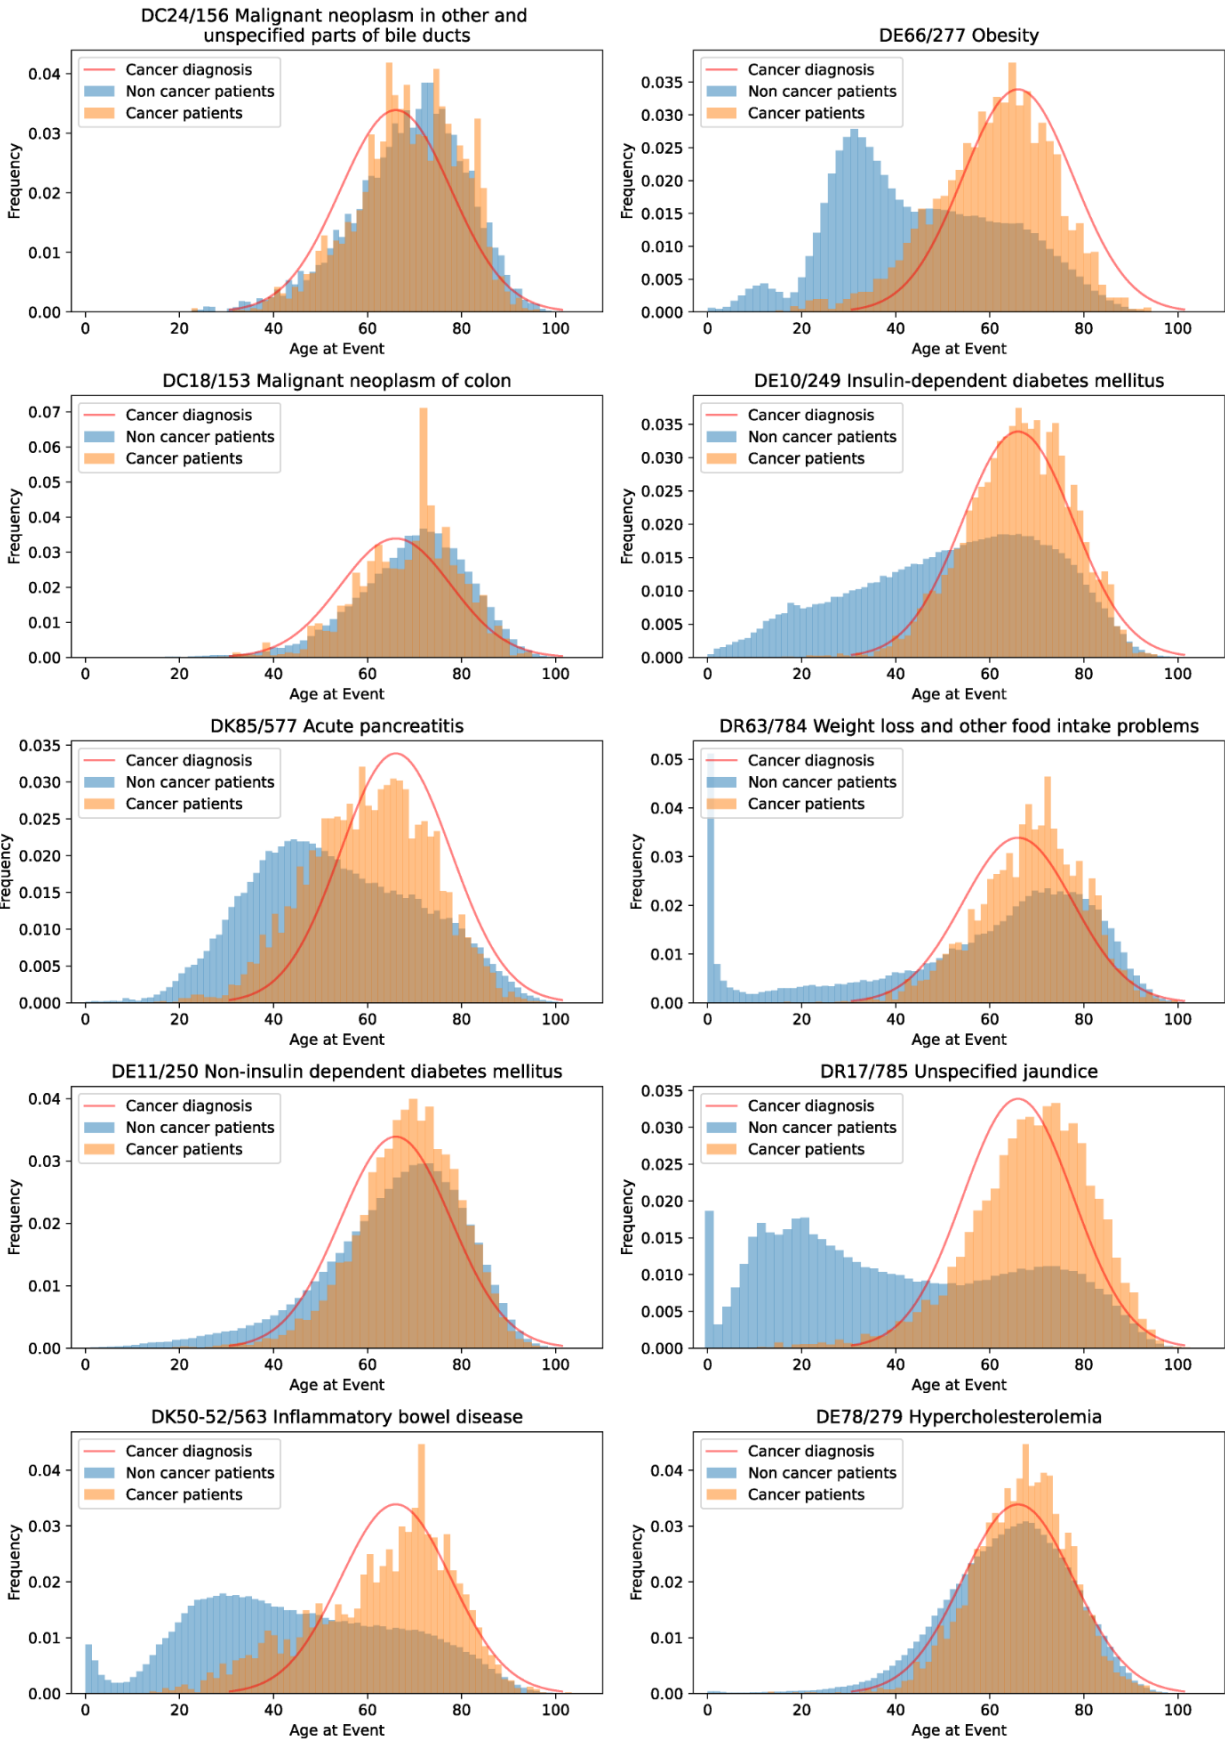 DC24/156 Malignant neoplasm in other and
unspecified parts of bile ducts
Cancer diagnosis
Non cancer patients
Cancer patients
0.04
0.03
0.02
0.01
0.00
Frequency
0 20 40 60 80 100
Age at Event
DE66/277 Obesity
Cancer diagnosis
Non cancer patients
Cancer patients
0.035
0.030
0.025
0.020
0.015
0.010
0.005
0.000
Frequency
0 20 40 60 80 100
Age at Event
DC18/153 Malignant neoplasm of colon
Cancer diagnosis
Non cancer patients
Cancer patients
0.07
0.06
0.05
0.04
0.03
0.02
0.01
0.00
Frequency
0 20 40 60 80 100
Age at Event
DE10/249 Insulin-dependent diabetes mellitus
Cancer diagnosis
Non cancer patients
Cancer patients
0.035
0.030
0.025
0.020
0.015
0.010
0.005
0.000
Frequency
0 20 40 60 80 100
Age at Event
DK85/577 Acute pancreatitis
Cancer diagnosis
Non cancer patients
Cancer patients
0.035
0.030
0.025
0.020
0.015
0.010
0.005
0.000
Frequency
0 20 40 60 80 100
Age at Event
DR63/784 Weight loss and other food intake problems
Cancer diagnosis
Non cancer patients
Cancer patients
0.05
0.04
0.03
0.02
0.01
0.00
Frequency
0 20 40 60 80 100
Age at Event
DE11/250 Non-insulin dependent diabetes mellitus
Cancer diagnosis
Non cancer patients
Cancer patients
0.04
0.03
0.02
0.01
0.00
Frequency
0 20 40 60 80 100
Age at Event
DR17/785 Unspecified jaundice
Cancer diagnosis
Non cancer patients
Cancer patients
0.035
0.030
0.025
0.020
0.015
0.010
0.005
0.000
Frequency
0 20 40 60 80 100
Age at Event
DK50-52/563 Inflammatory bowel disease
Cancer diagnosis
Non cancer patients
Cancer patients
0.04
0.03
0.02
0.01
0.00
Frequency
0 20 40 60 80 100
Age at Event
DE78/279 Hypercholesterolemia
Cancer diagnosis
Non cancer patients
Cancer patients
0.04
0.03
0.02
0.01
0.00
Frequency
0 20 40 60 80 100
Age at Event